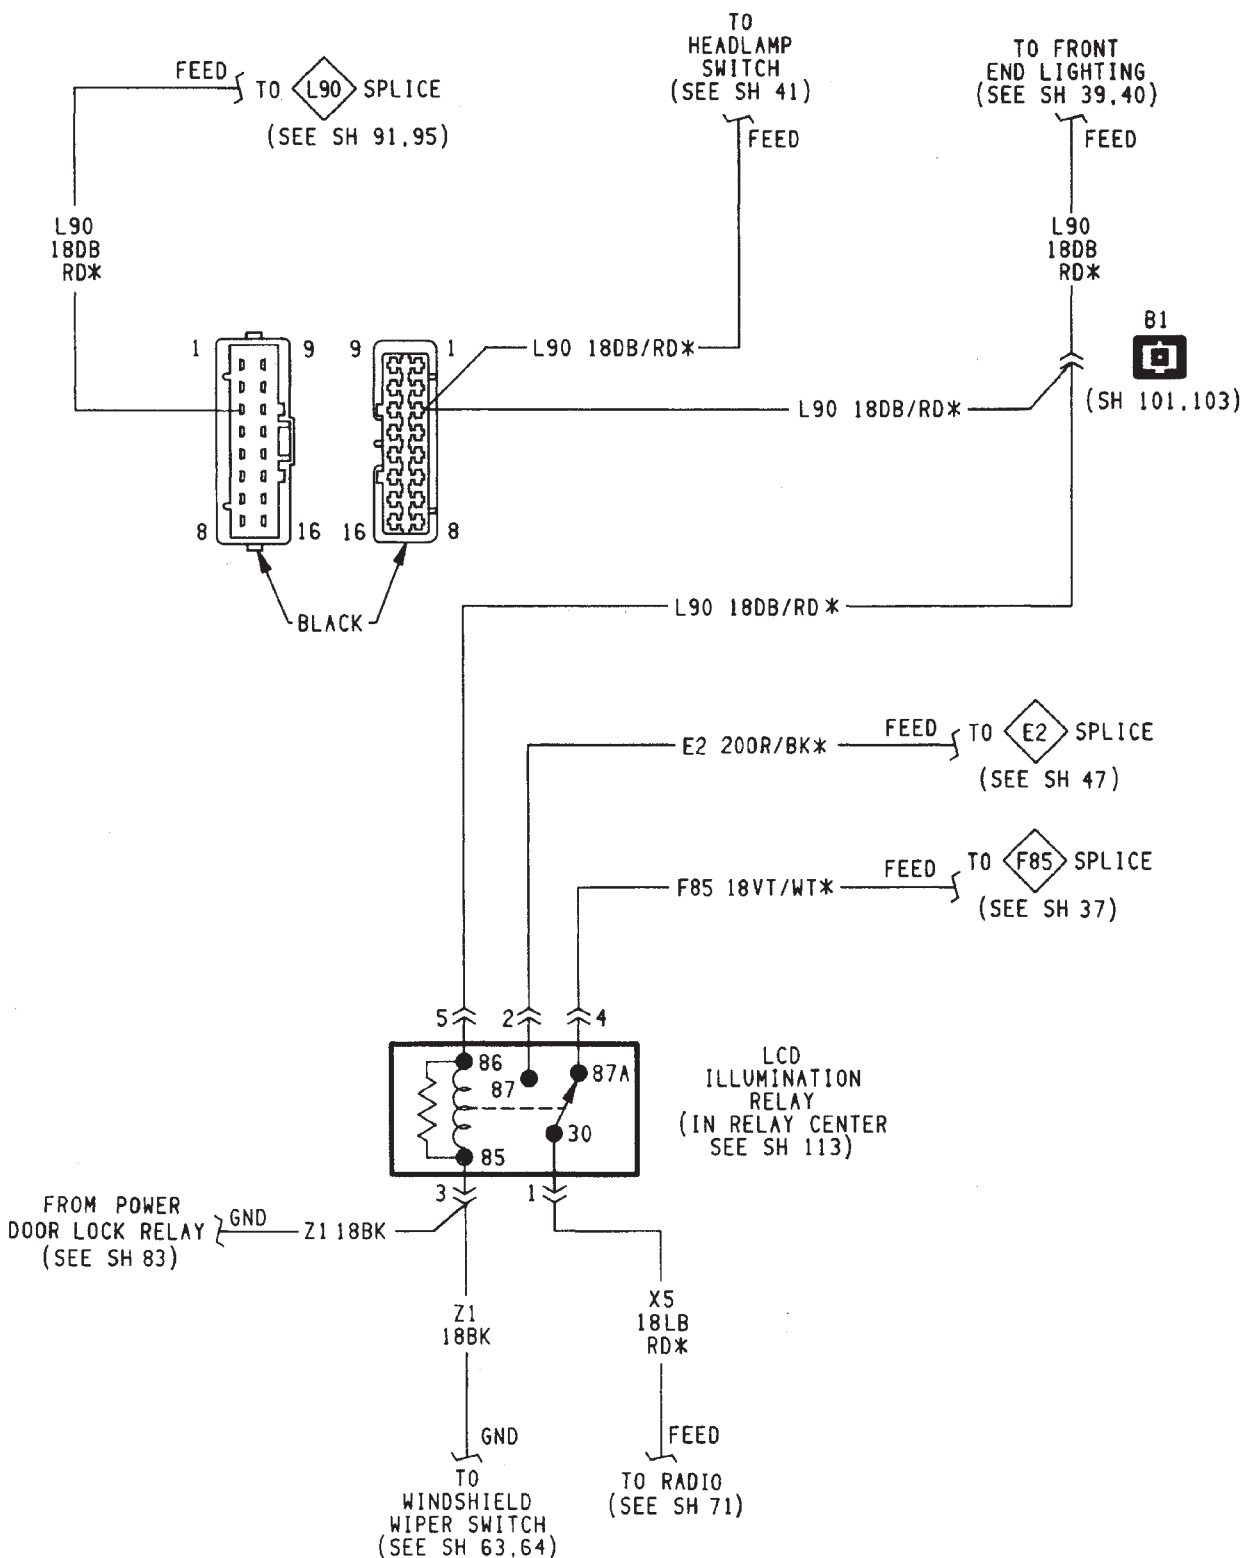 TO
HEADLAMP
SWITCH
(SEE SH 41)
FEED
TO FRONT
END LIGHTING
(SEE SH 39,40)
FEED
FEED
TO L90 SPLICE
(SEE SH 91,95)
L90
18DB
RD*
L90
18DB
RD*
B1
(SH 101,103)
1 9
9 1
L90 18DB/RD*
L90 18DB/RD*
8 16
16 8
BLACK
L90 18DB/RD*
E2 20OR/BK*
FEED
TO E2 SPLICE
(SEE SH 47)
F85 18VT/WT*
FEED
TO F85 SPLICE
(SEE SH 37)
5 2 4
86
87
87A
30
85
LCD
ILLUMINATION
RELAY
(IN RELAY CENTER
SEE SH 113)
3 1
FROM POWER
DOOR LOCK RELAY
(SEE SH 83)
GND
Z1 18BK
Z1
18BK
X5
18LB
RD*
GND
FEED
TO
WINDSHIELD
WIPER SWITCH
(SEE SH 63,64)
TO RADIO
(SEE SH 71)